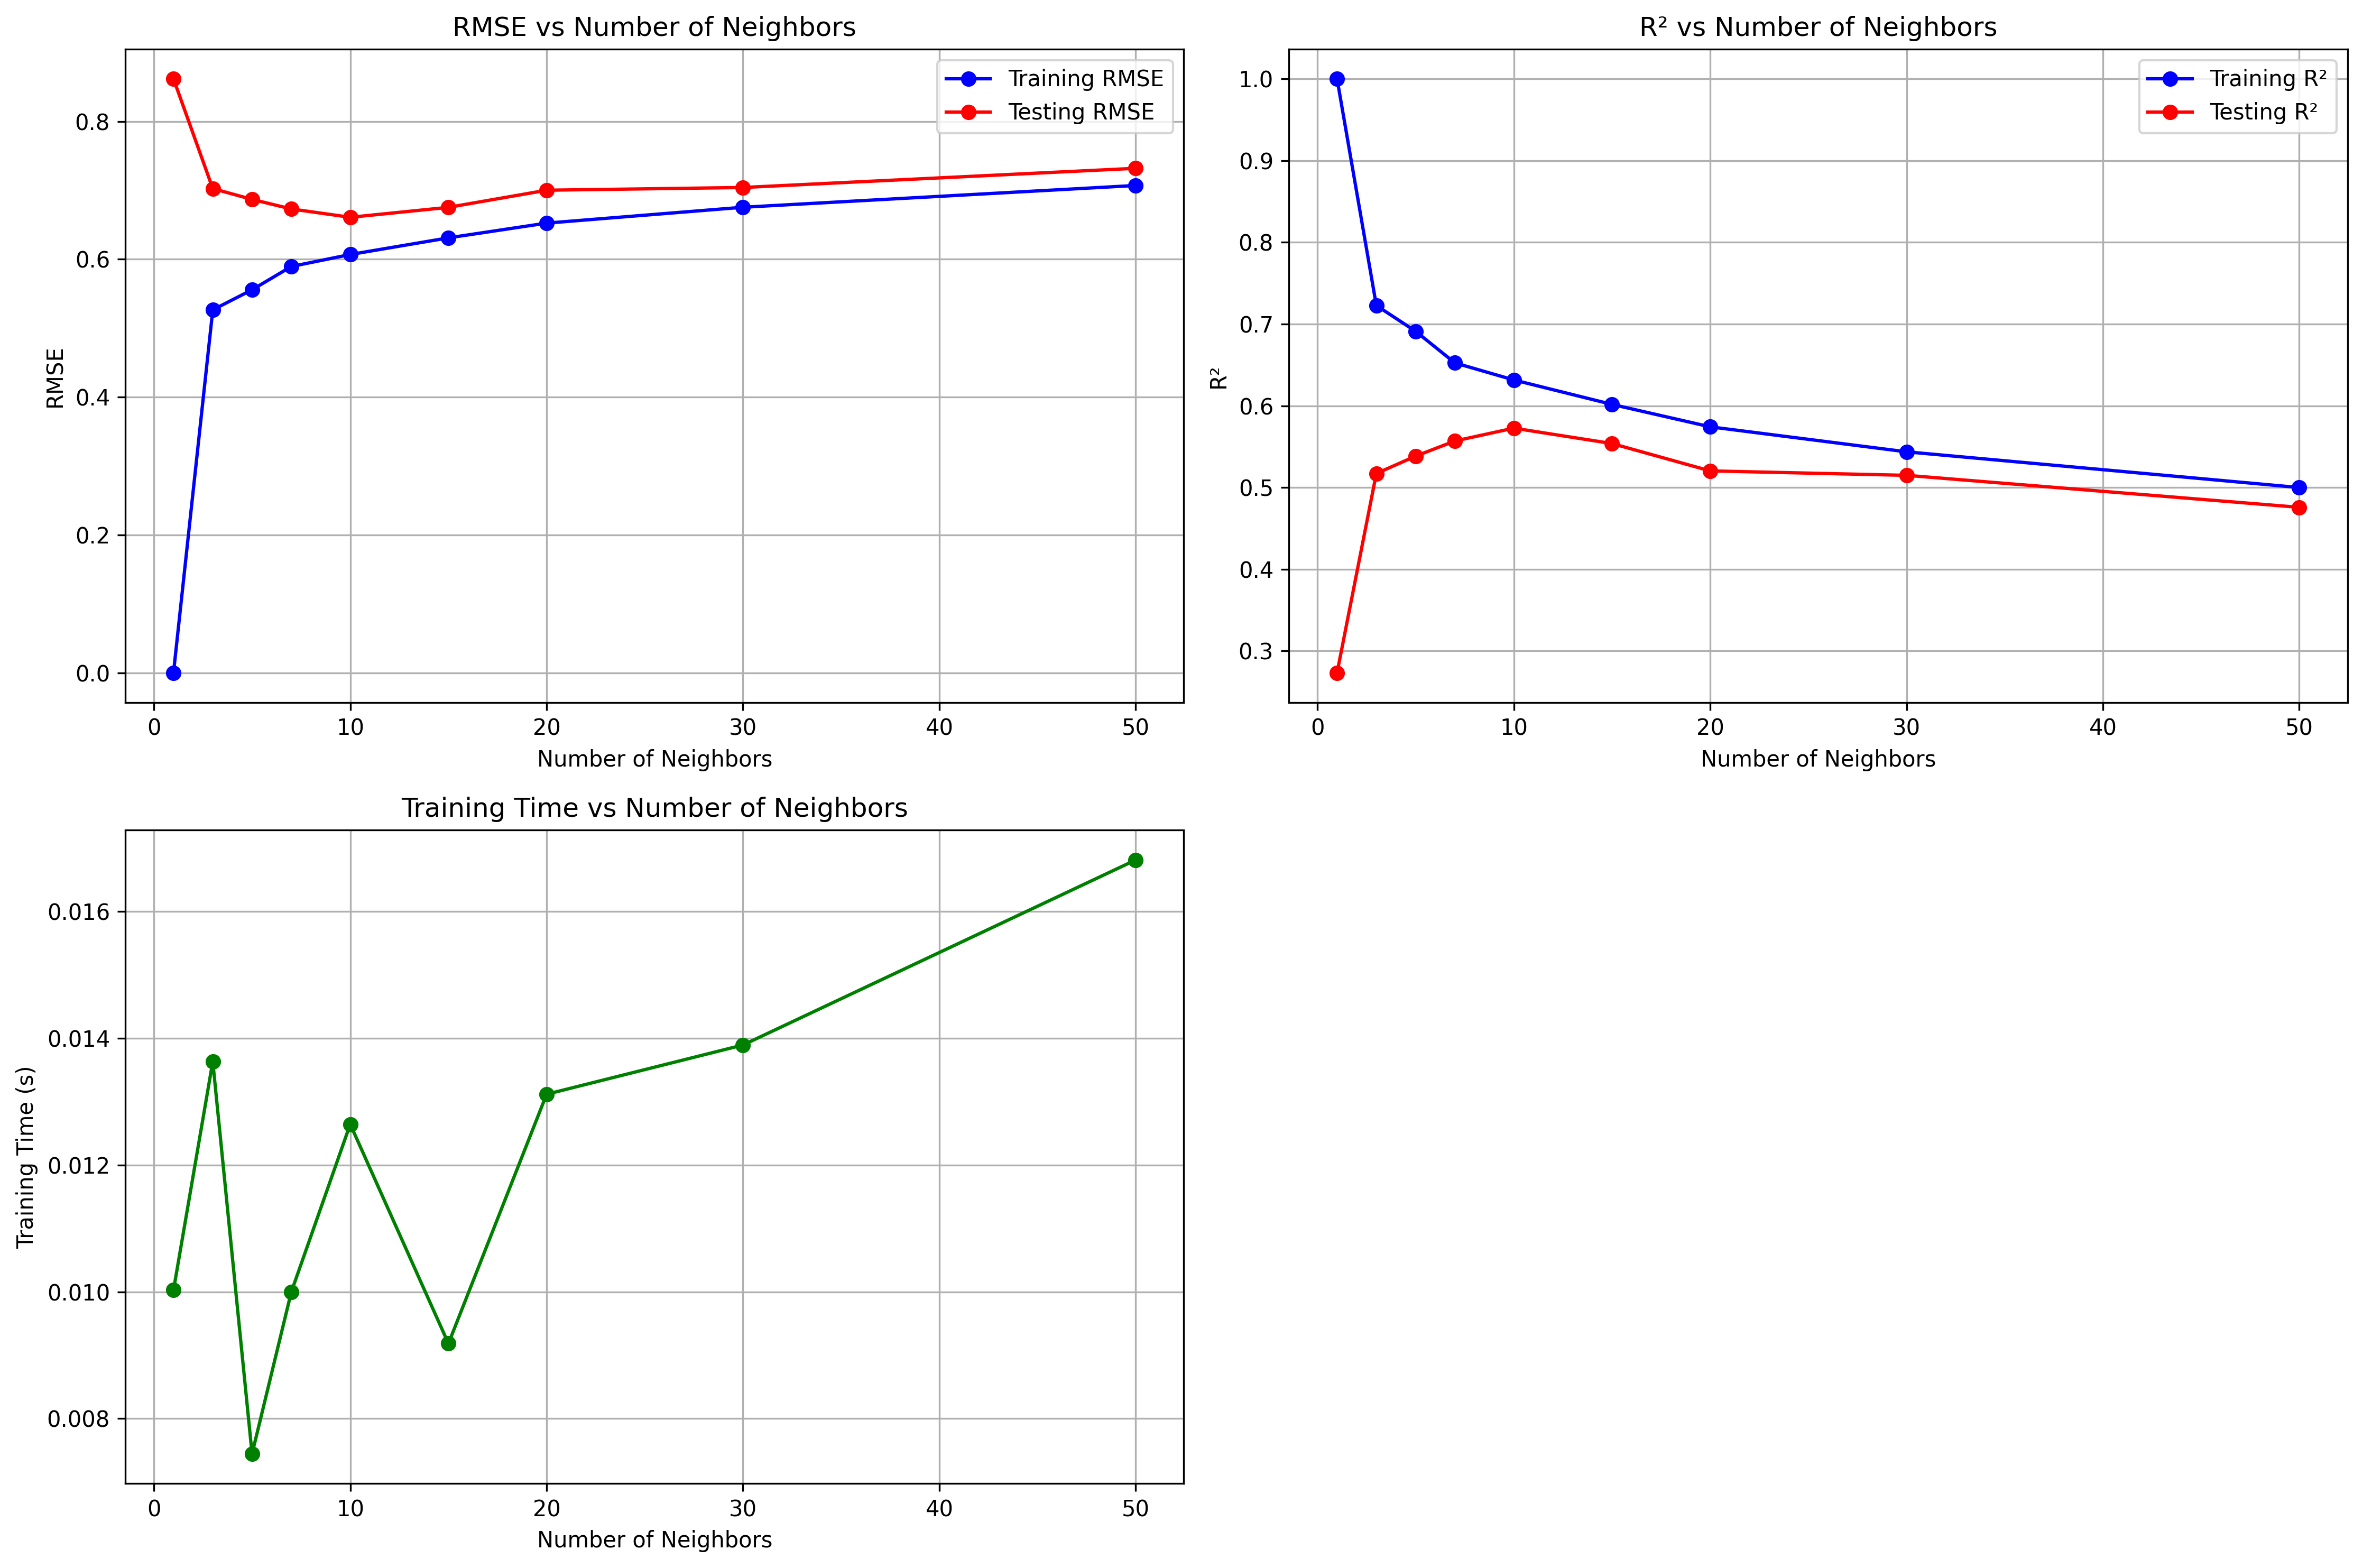 RMSE vs Number of Neighbors
Training RMSE
Testing RMSE
RMSE
0.8
0.6
0.4
0.2
0.0
0 10 20 30 40 50
Number of Neighbors
R² vs Number of Neighbors
Training R²
Testing R²
R²
1.0
0.9
0.8
0.7
0.6
0.5
0.4
0.3
0 10 20 30 40 50
Number of Neighbors
Training Time vs Number of Neighbors
Training Time (s)
0.016
0.014
0.012
0.010
0.008
0 10 20 30 40 50
Number of Neighbors